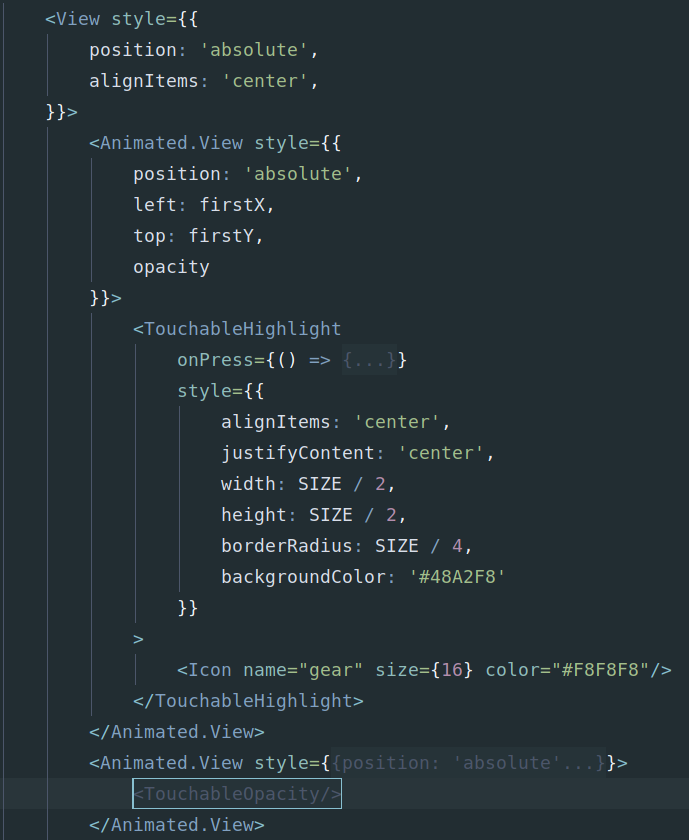 <View style={{
position: 'absolute',
alignItems: 'center',
}}>
<Animated.View style={{
position: 'absolute',
left: firstX,
top: firstY,
opacity
}}>
<TouchableHighlight
onPress={() => {...}}
style={{
alignItems: 'center',
justifyContent: 'center',
width: SIZE / 2,
height: SIZE / 2,
borderRadius: SIZE / 4,
backgroundColor: '#48A2F8'
}}
>
<Icon name="gear" size={16} color="#F8F8F8"/>
</TouchableHighlight>
</Animated.View>
<Animated.View style={{position: 'absolute'...}}>
<TouchableOpacity/>
</Animated.View>